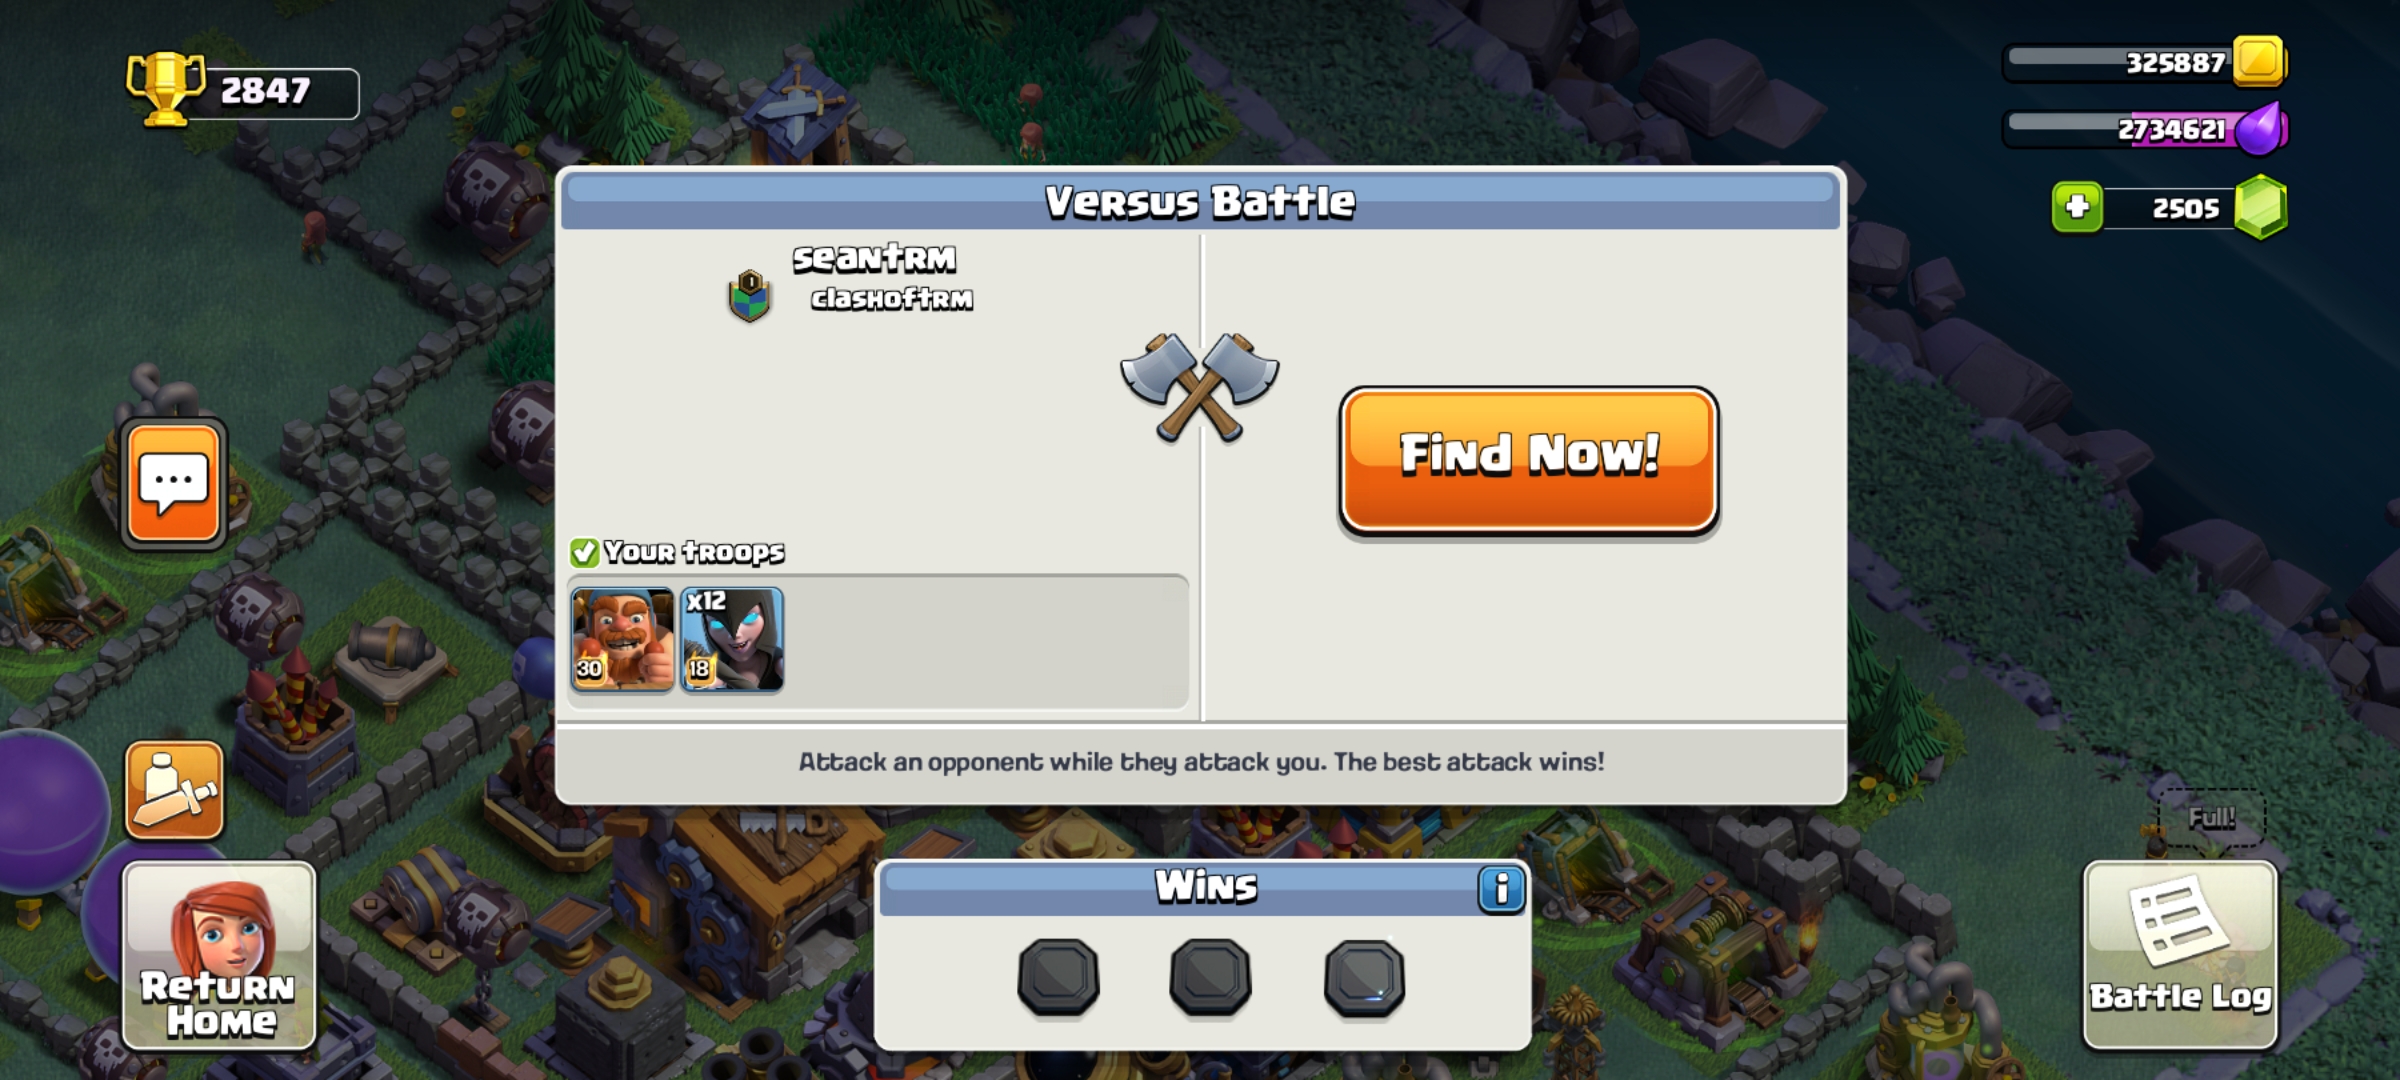 2847
325887
2734621
2505
Versus Battle
seantrm
clashoftrm
1
Find Now!
Your troops
30
x12
18
Attack an opponent while they attack you. The best attack wins!
Full!
Wins
i
Return
Home
Battle Log